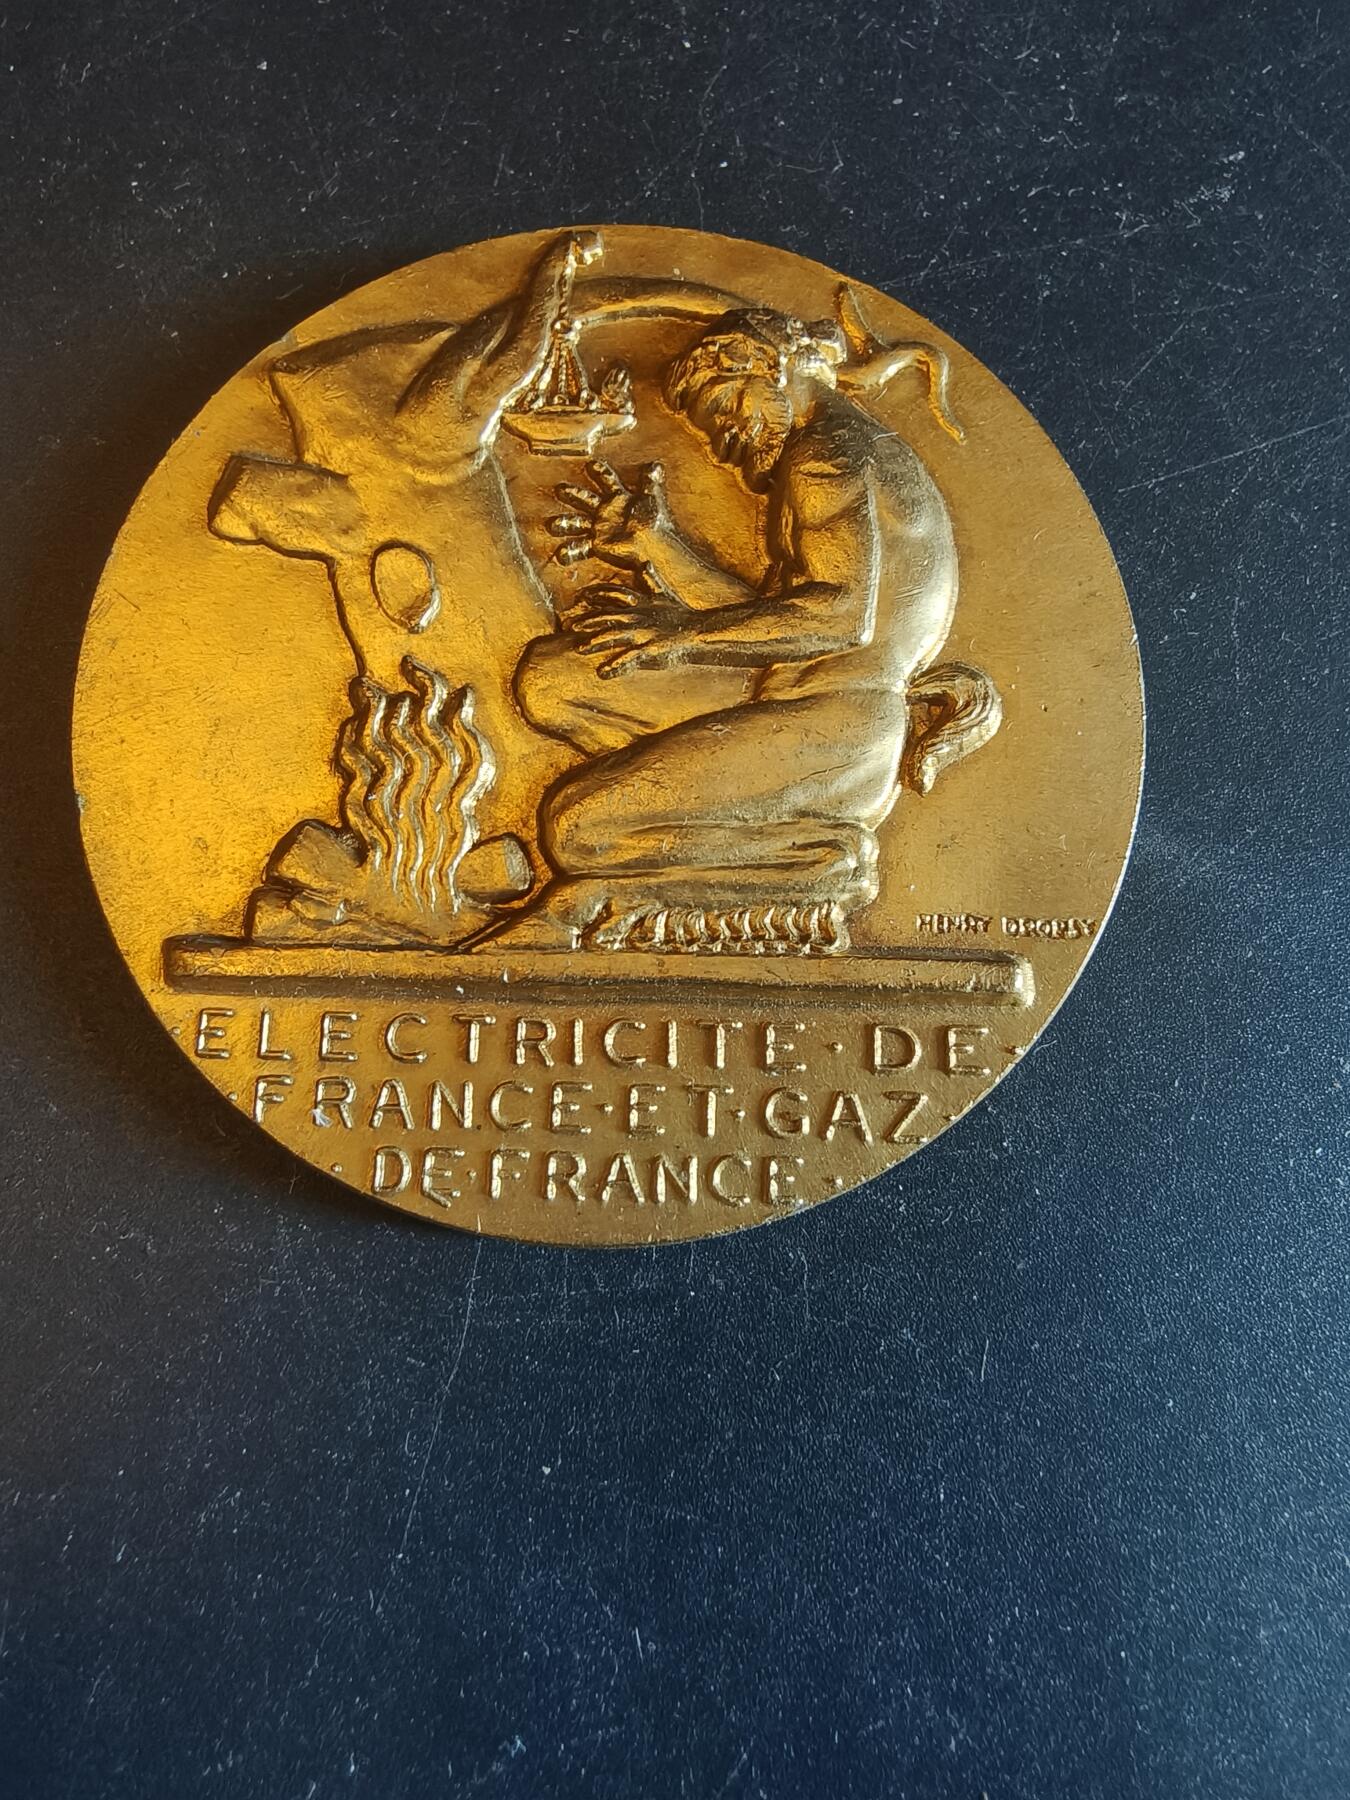 HENRY DROPSY
ELECTRICITE · DE ·
· FRANCE · ET · GAZ ·
· DE · FRANCE ·